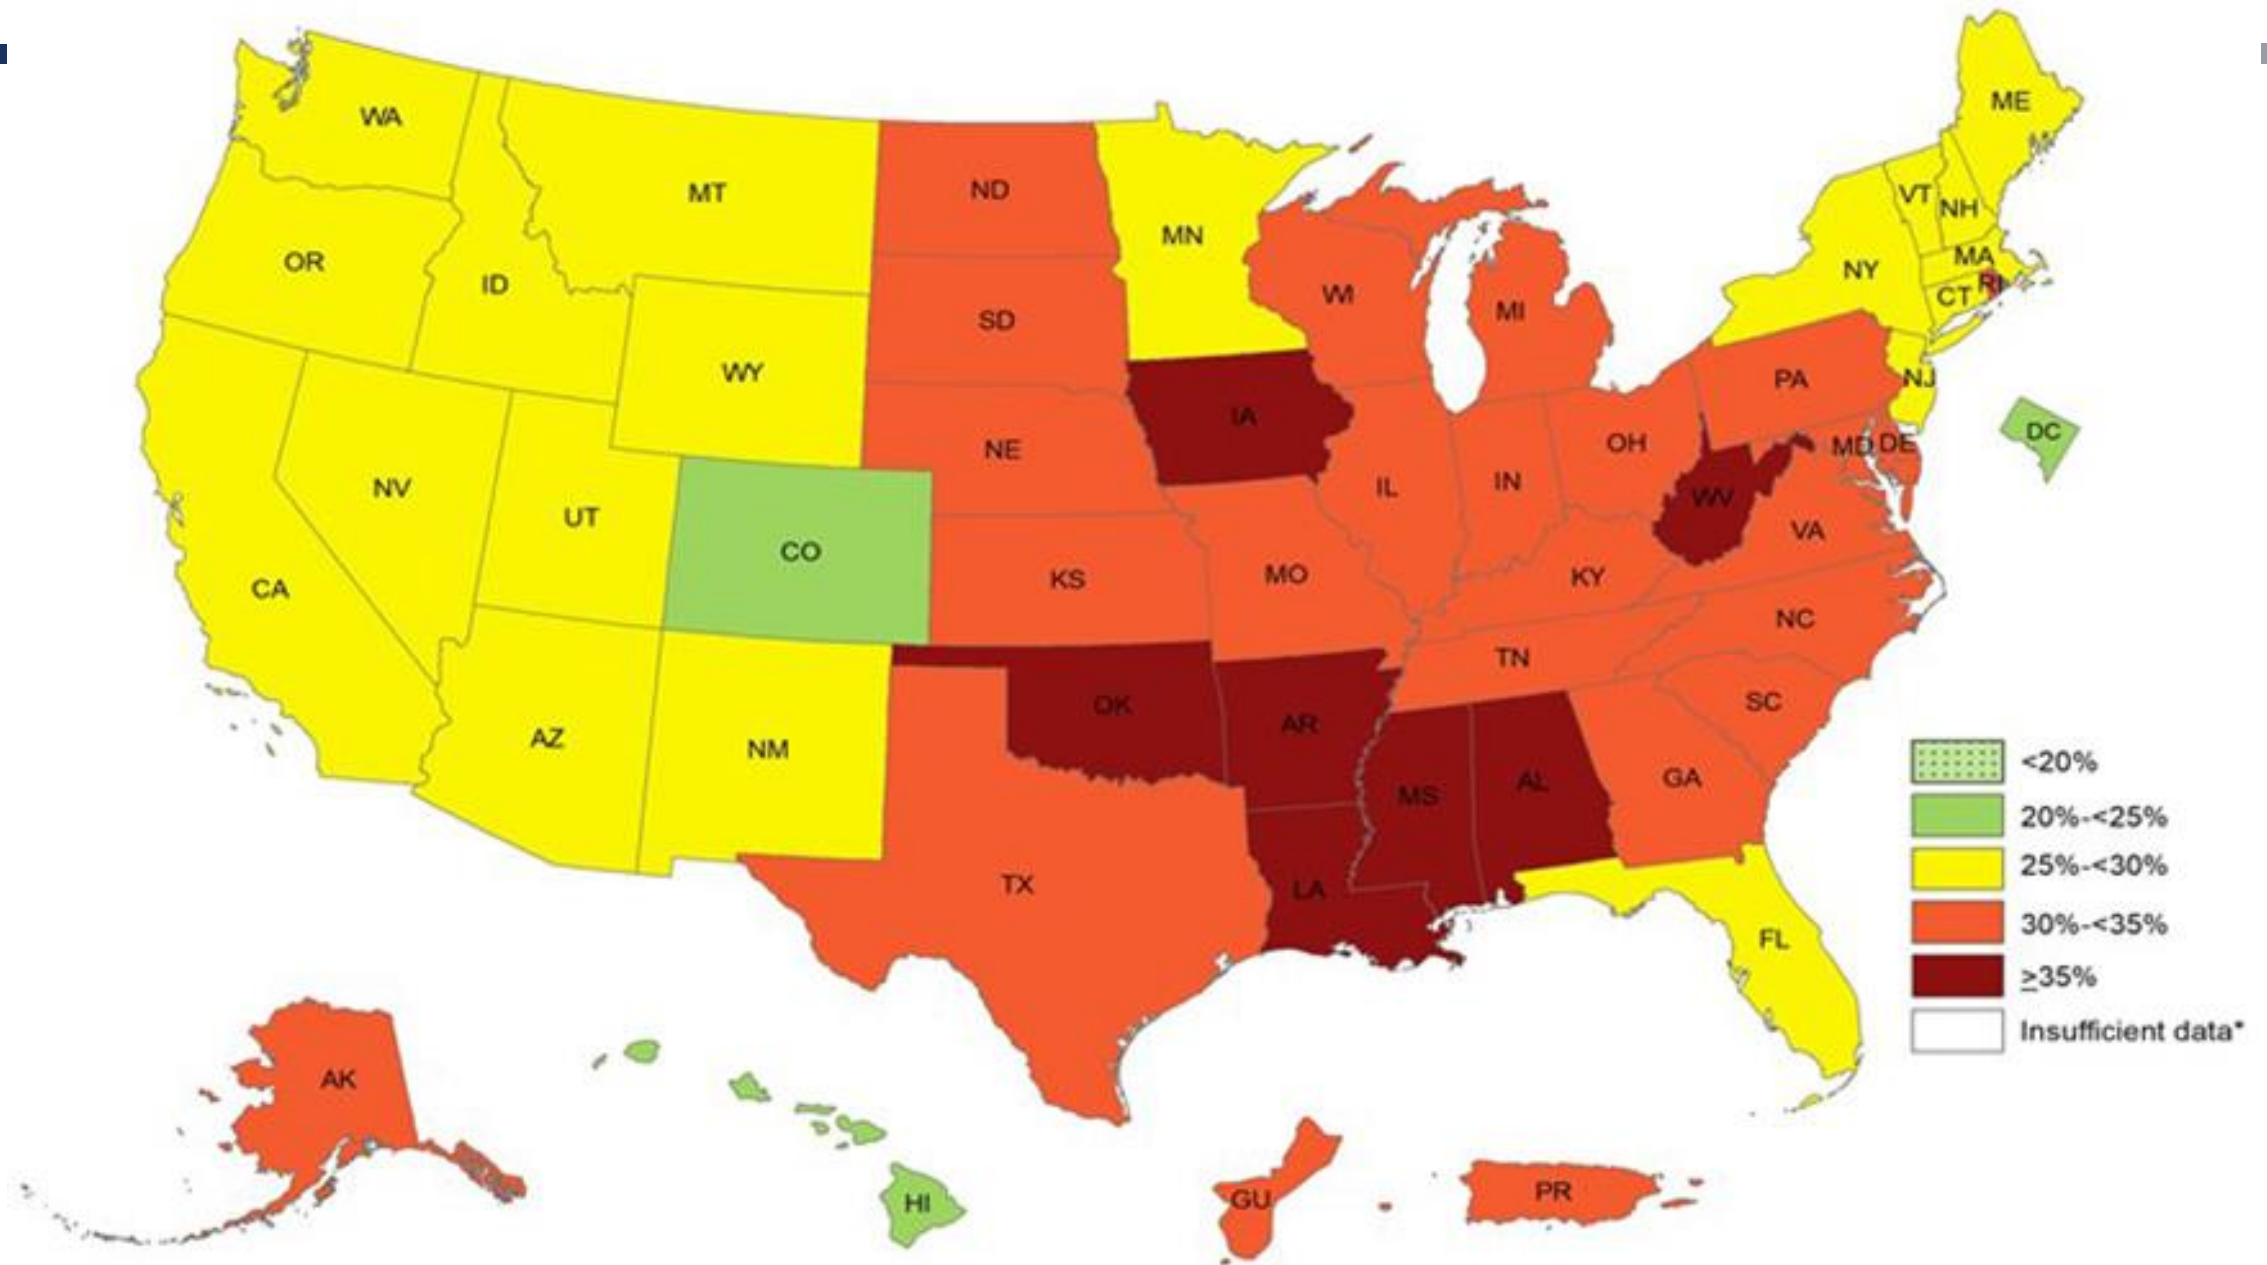 WA
MT
ND
MN
ME
OR
ID
SD
WI
MI
NY
VT
NH
MA
RI
CT
WY
NE
IA
PA
NJ
NV
UT
CO
KS
MO
IL
IN
OH
WV
MD
DE
DC
VA
KY
CA
AZ
NM
OK
AR
TN
NC
SC
MS
AL
GA
TX
LA
FL
AK
HI
GU
PR
<20%
20%-<25%
25%-<30%
30%-<35%
≥35%
Insufficient data*